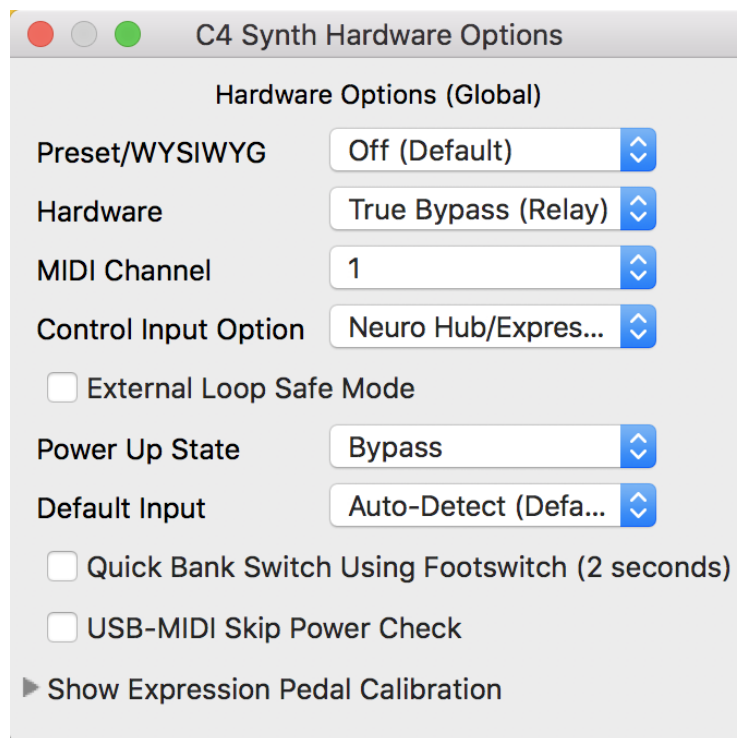 C4 Synth Hardware Options
Hardware Options (Global)
Preset/WYSIWYG Off (Default)
Hardware True Bypass (Relay)
MIDI Channel 1
Control Input Option Neuro Hub/Expres...
External Loop Safe Mode
Power Up State Bypass
Default Input Auto-Detect (Defa...
Quick Bank Switch Using Footswitch (2 seconds)
USB-MIDI Skip Power Check
Show Expression Pedal Calibration